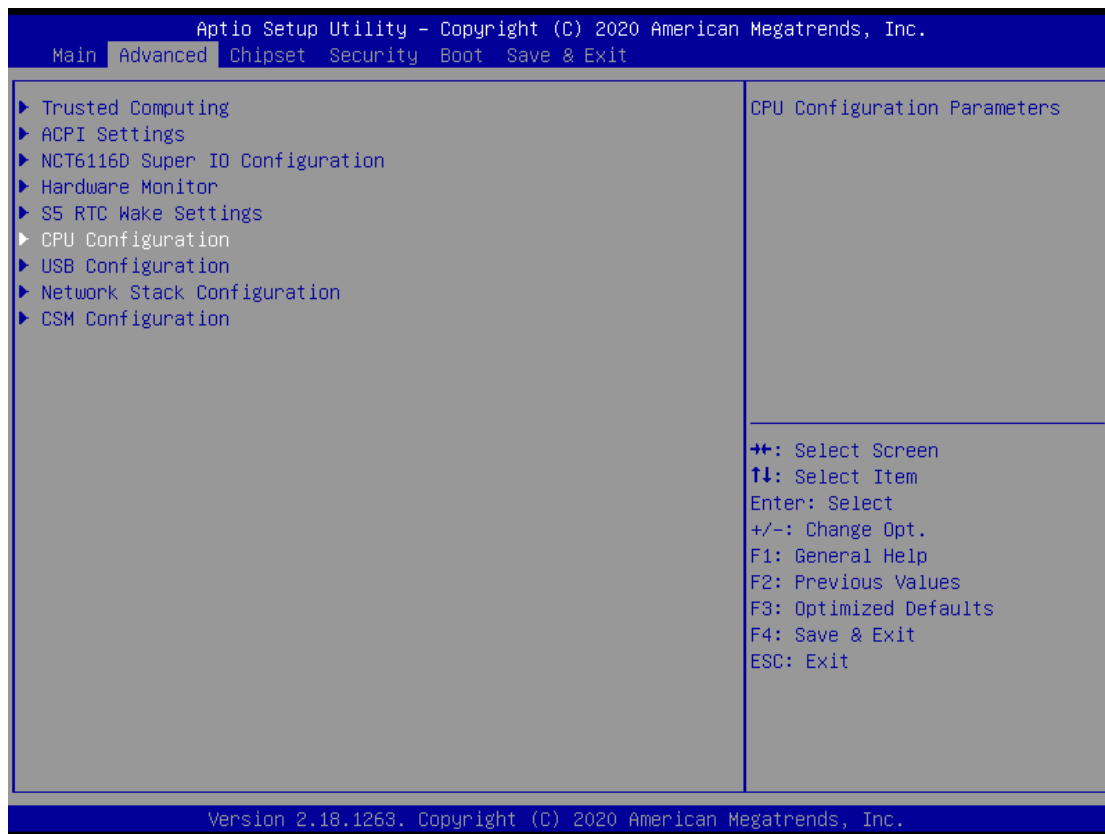 Aptio Setup Utility – Copyright (C) 2020 American Megatrends, Inc.
Main Advanced Chipset Security Boot Save & Exit
▶ Trusted Computing
▶ ACPI Settings
▶ NCT6116D Super IO Configuration
▶ Hardware Monitor
▶ S5 RTC Wake Settings
▶ CPU Configuration
▶ USB Configuration
▶ Network Stack Configuration
▶ CSM Configuration
CPU Configuration Parameters
→←: Select Screen
↑↓: Select Item
Enter: Select
+/-: Change Opt.
F1: General Help
F2: Previous Values
F3: Optimized Defaults
F4: Save & Exit
ESC: Exit
Version 2.18.1263. Copyright (C) 2020 American Megatrends, Inc.